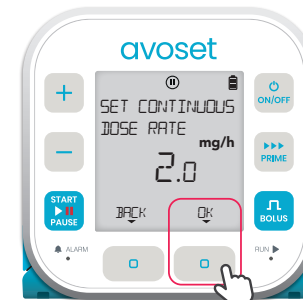 avoset
ON/OFF
SET CONTINUOUS
DOSE RATE
mg/h
2.0
PRIME
START
PAUSE
BACK
OK
BOLUS
ALARM
RUN